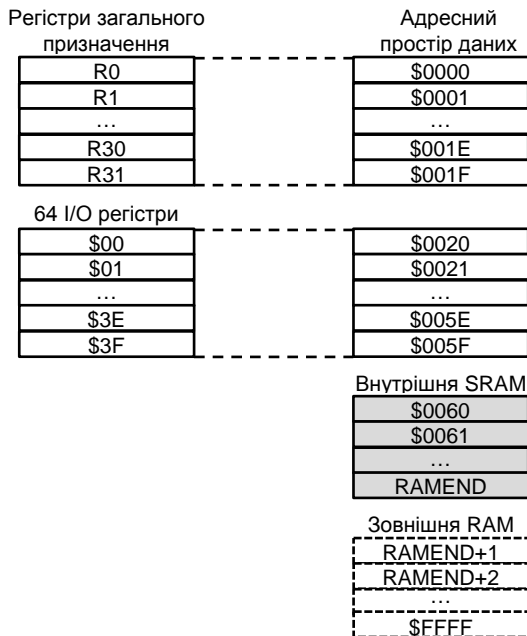 Регістри загального
призначення
R0
R1
…
R30
R31
64 I/O регістри
$00
$01
…
$3E
$3F
Адресний
простір даних
$0000
$0001
…
$001E
$001F
$0020
$0021
…
$005E
$005F
Внутрішня SRAM
$0060
$0061
…
RAMEND
Зовнішня RAM
RAMEND+1
RAMEND+2
…
$FFFF